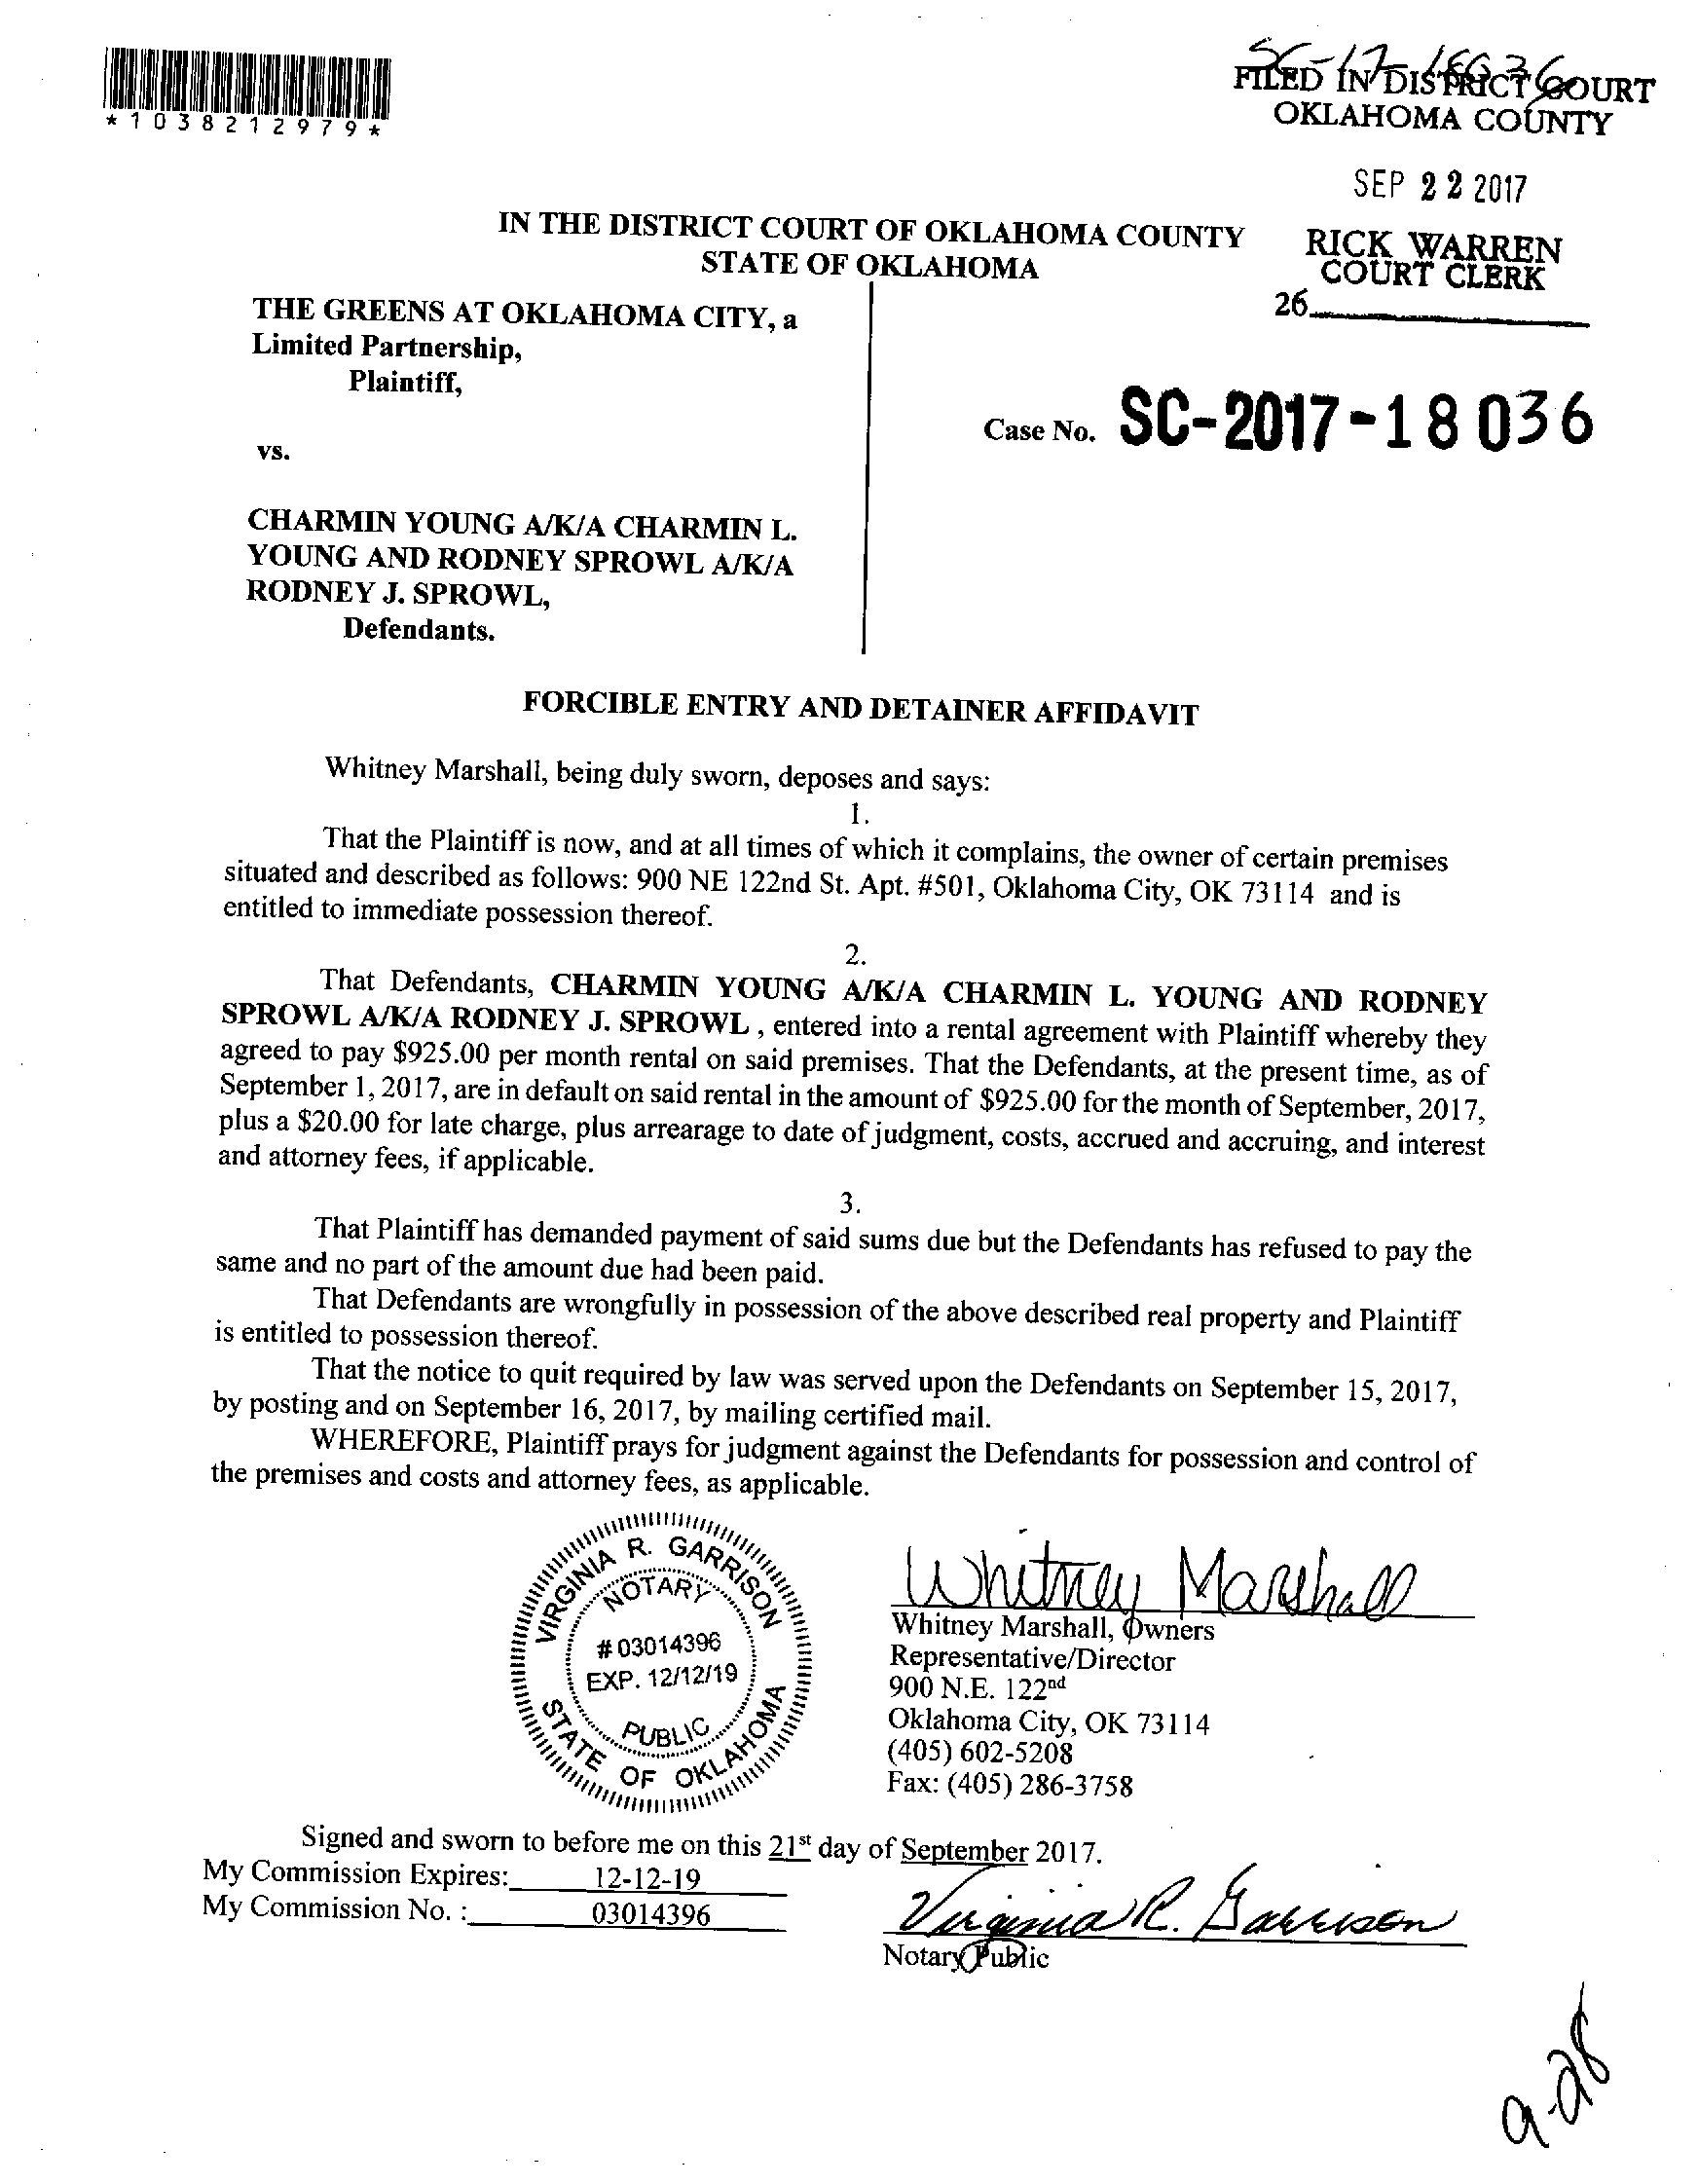 *1038212979*
SC-17-18036
FILED IN DISTRICT COURT
OKLAHOMA COUNTY
SEP 22 2017
RICK WARREN
COURT CLERK
26
IN THE DISTRICT COURT OF OKLAHOMA COUNTY
STATE OF OKLAHOMA
THE GREENS AT OKLAHOMA CITY, a
Limited Partnership,
Plaintiff,
vs.
Case No. SC-2017-18036
CHARMIN YOUNG A/K/A CHARMIN L.
YOUNG AND RODNEY SPROWL A/K/A
RODNEY J. SPROWL,
Defendants.
FORCIBLE ENTRY AND DETAINER AFFIDAVIT
Whitney Marshall, being duly sworn, deposes and says:
1.
That the Plaintiff is now, and at all times of which it complains, the owner of certain premises
situated and described as follows: 900 NE 122nd St. Apt. #501, Oklahoma City, OK 73114 and is
entitled to immediate possession thereof.
2.
That Defendants, CHARMIN YOUNG A/K/A CHARMIN L. YOUNG AND RODNEY
SPROWL A/K/A RODNEY J. SPROWL , entered into a rental agreement with Plaintiff whereby they
agreed to pay $925.00 per month rental on said premises. That the Defendants, at the present time, as of
September 1, 2017, are in default on said rental in the amount of $925.00 for the month of September, 2017,
plus a $20.00 for late charge, plus arrearage to date of judgment, costs, accrued and accruing, and interest
and attorney fees, if applicable.
3.
That Plaintiff has demanded payment of said sums due but the Defendants has refused to pay the
same and no part of the amount due had been paid.
That Defendants are wrongfully in possession of the above described real property and Plaintiff
is entitled to possession thereof.
That the notice to quit required by law was served upon the Defendants on September 15, 2017,
by posting and on September 16, 2017, by mailing certified mail.
WHEREFORE, Plaintiff prays for judgment against the Defendants for possession and control of
the premises and costs and attorney fees, as applicable.
VIRGINIA R. GARRISON
NOTARY
# 03014396
EXP. 12/12/19
PUBLIC
STATE OF OKLAHOMA
Whitney Marshall
Whitney Marshall, Owners
Representative/Director
900 N.E. 122nd
Oklahoma City, OK 73114
(405) 602-5208
Fax: (405) 286-3758
Signed and sworn to before me on this 21st day of September 2017.
My Commission Expires: 12-12-19
My Commission No. : 03014396
Virginia R. Garrison
Notary Public
9-28